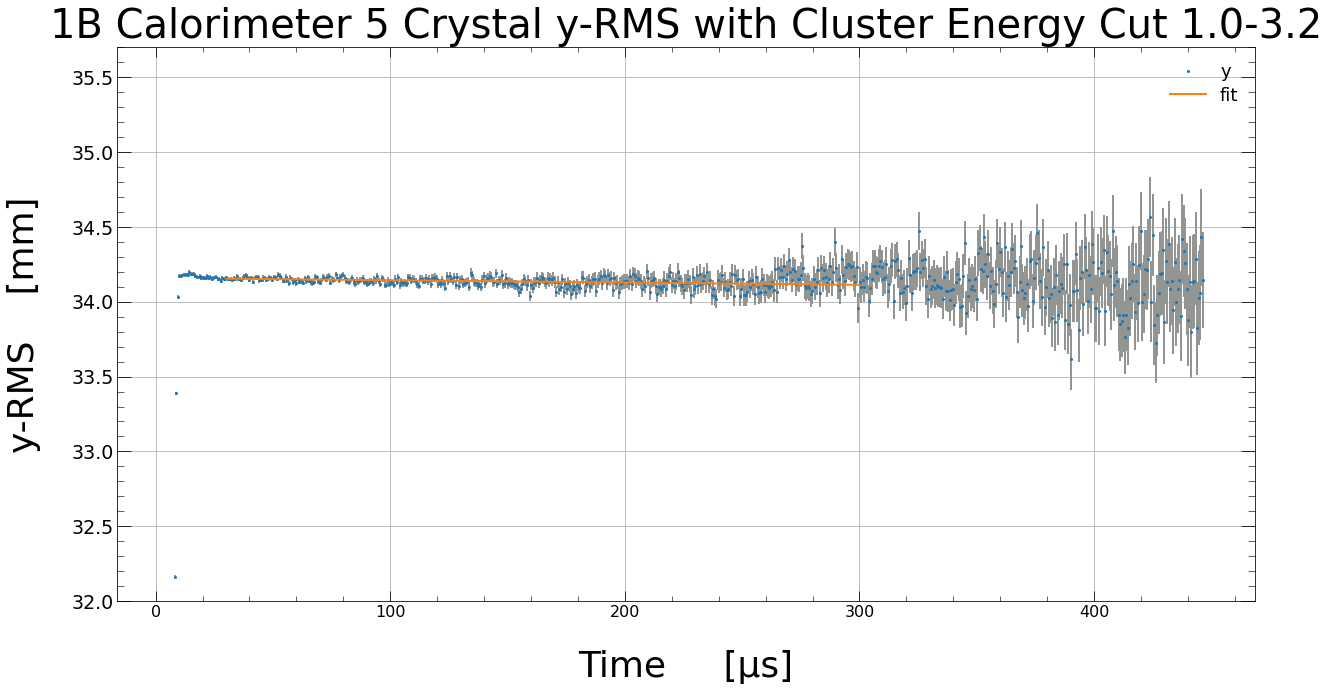 1B Calorimeter 5 Crystal y-RMS with Cluster Energy Cut 1.0-3.2
y
fit
35.5
35.0
34.5
34.0
33.5
33.0
32.5
32.0
y-RMS [mm]
0 100 200 300 400
Time [μs]